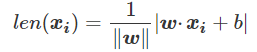 len(𝒙ᵢ) = 1/‖𝒘‖ |𝒘· 𝒙ᵢ + b|